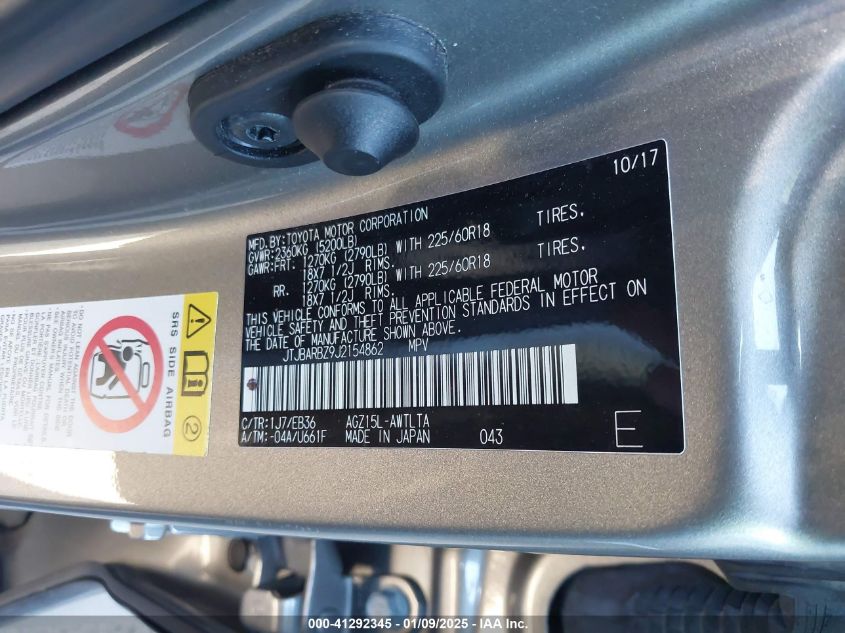 10/17
MFD.BY:TOYOTA MOTOR CORPORATION
GVWR:2360KG (5200LB)
GAWR:FRT: 1270KG (2790LB) WITH 225/60R18 TIRES,
18X7 1/2J RIMS.
RR. 1270KG (2790LB) WITH 225/60R18 TIRES.
18X7 1/2J RIMS.
THIS VEHICLE CONFORMS TO ALL APPLICABLE FEDERAL MOTOR
VEHICLE SAFETY AND THEFT PREVENTION STANDARDS IN EFFECT ON
THE DATE OF MANUFACTURE SHOWN ABOVE.
JTJBARBZ9J2154862 MPV
C/TR:1J7/EB36 AGZ15L-AWTLTA
A/TM:-04A/U661F MADE IN JAPAN 043 E
SRS SIDE AIRBAG
2
000-41292345 - 01/09/2025 - IAA Inc.